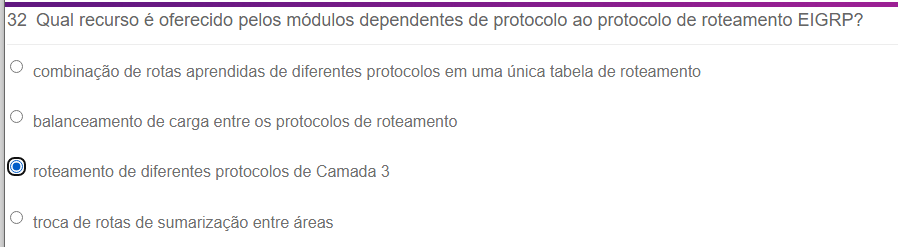 32 Qual recurso é oferecido pelos módulos dependentes de protocolo ao protocolo de roteamento EIGRP?
combinação de rotas aprendidas de diferentes protocolos em uma única tabela de roteamento
balanceamento de carga entre os protocolos de roteamento
roteamento de diferentes protocolos de Camada 3
troca de rotas de sumarização entre áreas